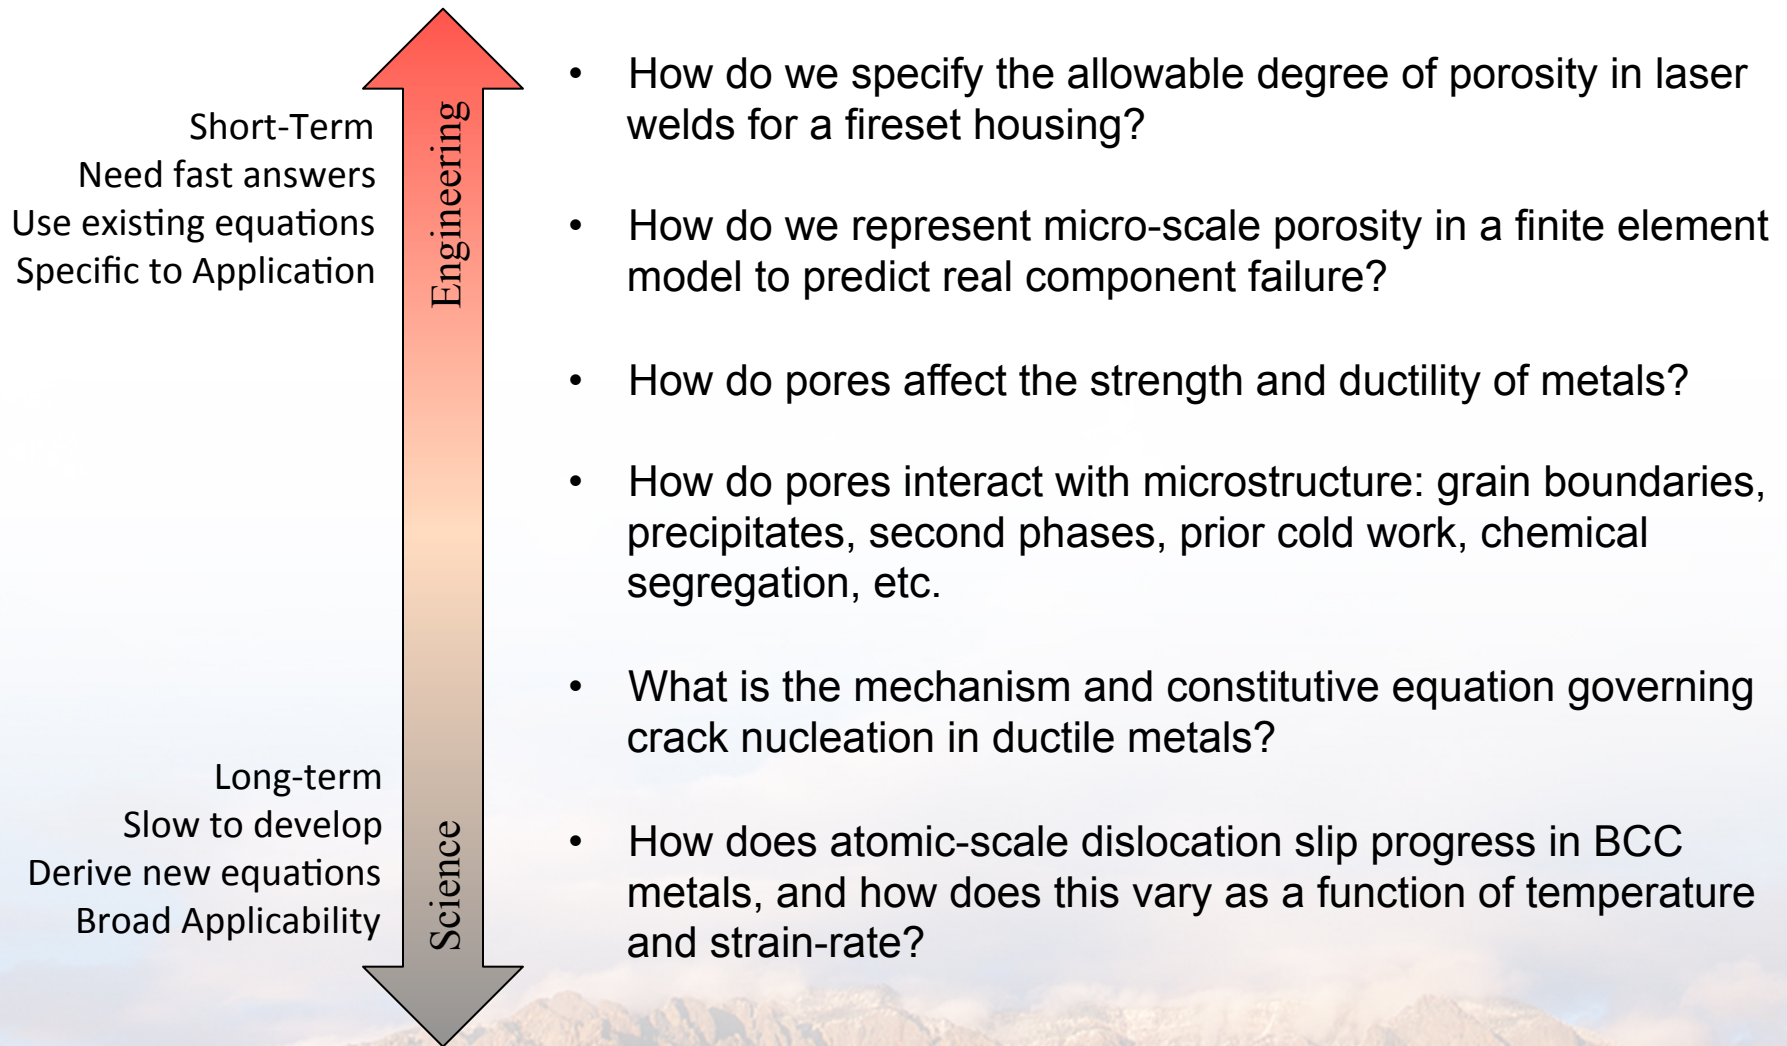 Short-Term
Need fast answers
Use existing equations
Specific to Application
Engineering
• How do we specify the allowable degree of porosity in laser
welds for a fireset housing?
• How do we represent micro-scale porosity in a finite element
model to predict real component failure?
• How do pores affect the strength and ductility of metals?
• How do pores interact with microstructure: grain boundaries,
precipitates, second phases, prior cold work, chemical
segregation, etc.
• What is the mechanism and constitutive equation governing
crack nucleation in ductile metals?
Long-term
Slow to develop
Derive new equations
Broad Applicability
Science
• How does atomic-scale dislocation slip progress in BCC
metals, and how does this vary as a function of temperature
and strain-rate?